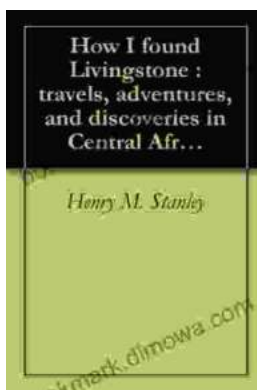 How I found
Livingstone :
travels, adventures,
and discoveries in
Central Afr...
Henry M. Stanley
bookmark.dimowa.com